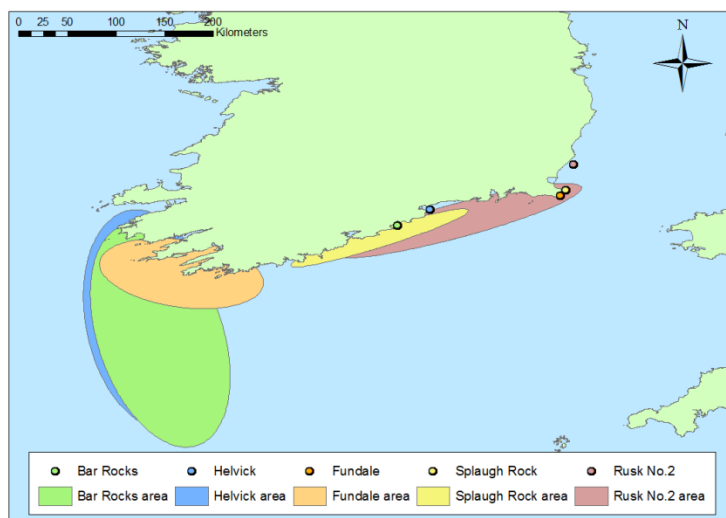 0 25 50 100 150 200
Kilometers
N
Bar Rocks Helvick Fundale Splaugh Rock Rusk No.2
Bar Rocks area Helvick area Fundale area Splaugh Rock area Rusk No.2 area